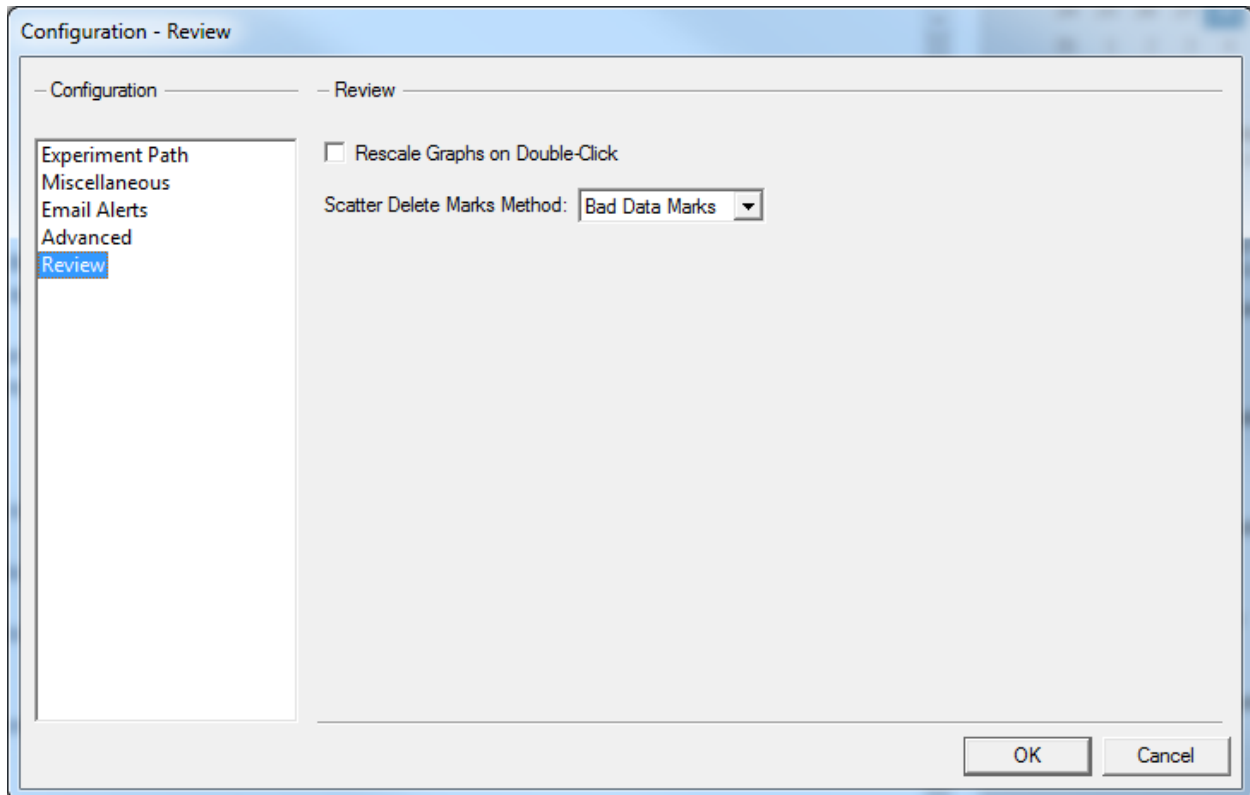 Configuration - Review
Configuration
Experiment Path
Miscellaneous
Email Alerts
Advanced
Review
Review
Rescale Graphs on Double-Click
Scatter Delete Marks Method: Bad Data Marks
OK Cancel